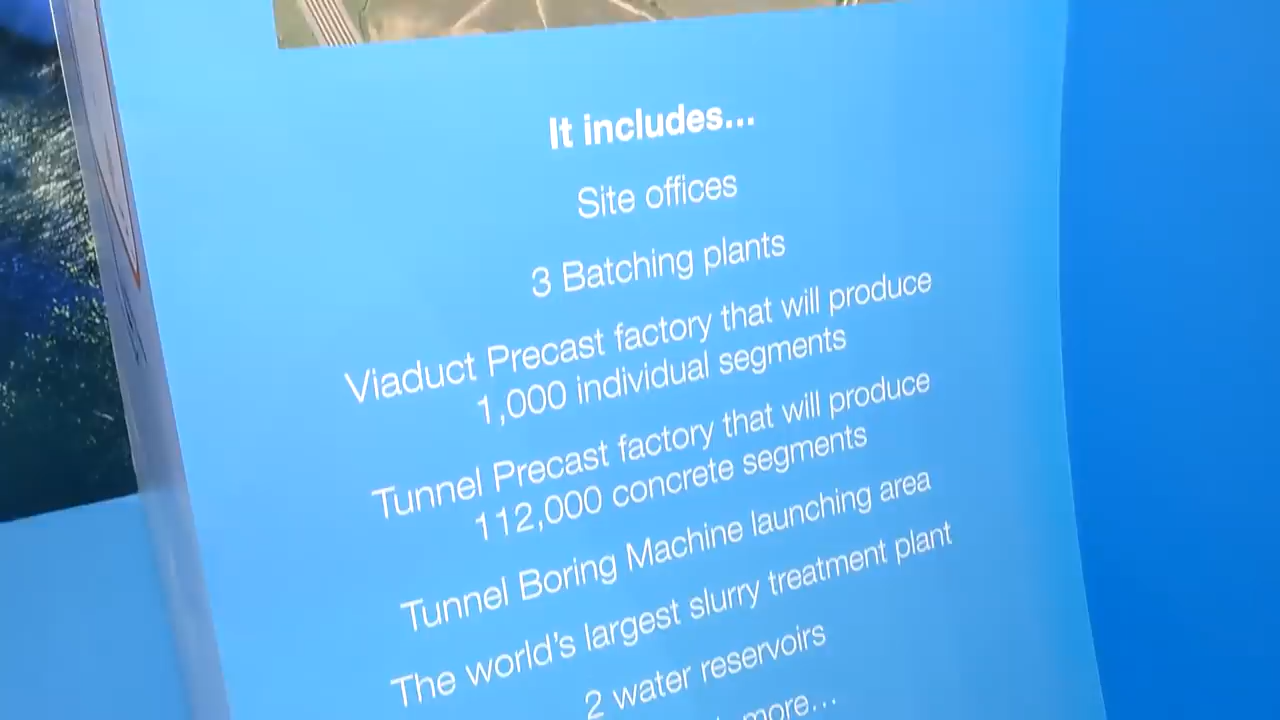 It includes...
Site offices
3 Batching plants
Viaduct Precast factory that will produce
1,000 individual segments
Tunnel Precast factory that will produce
112,000 concrete segments
Tunnel Boring Machine launching area
The world's largest slurry treatment plant
2 water reservoirs
more...